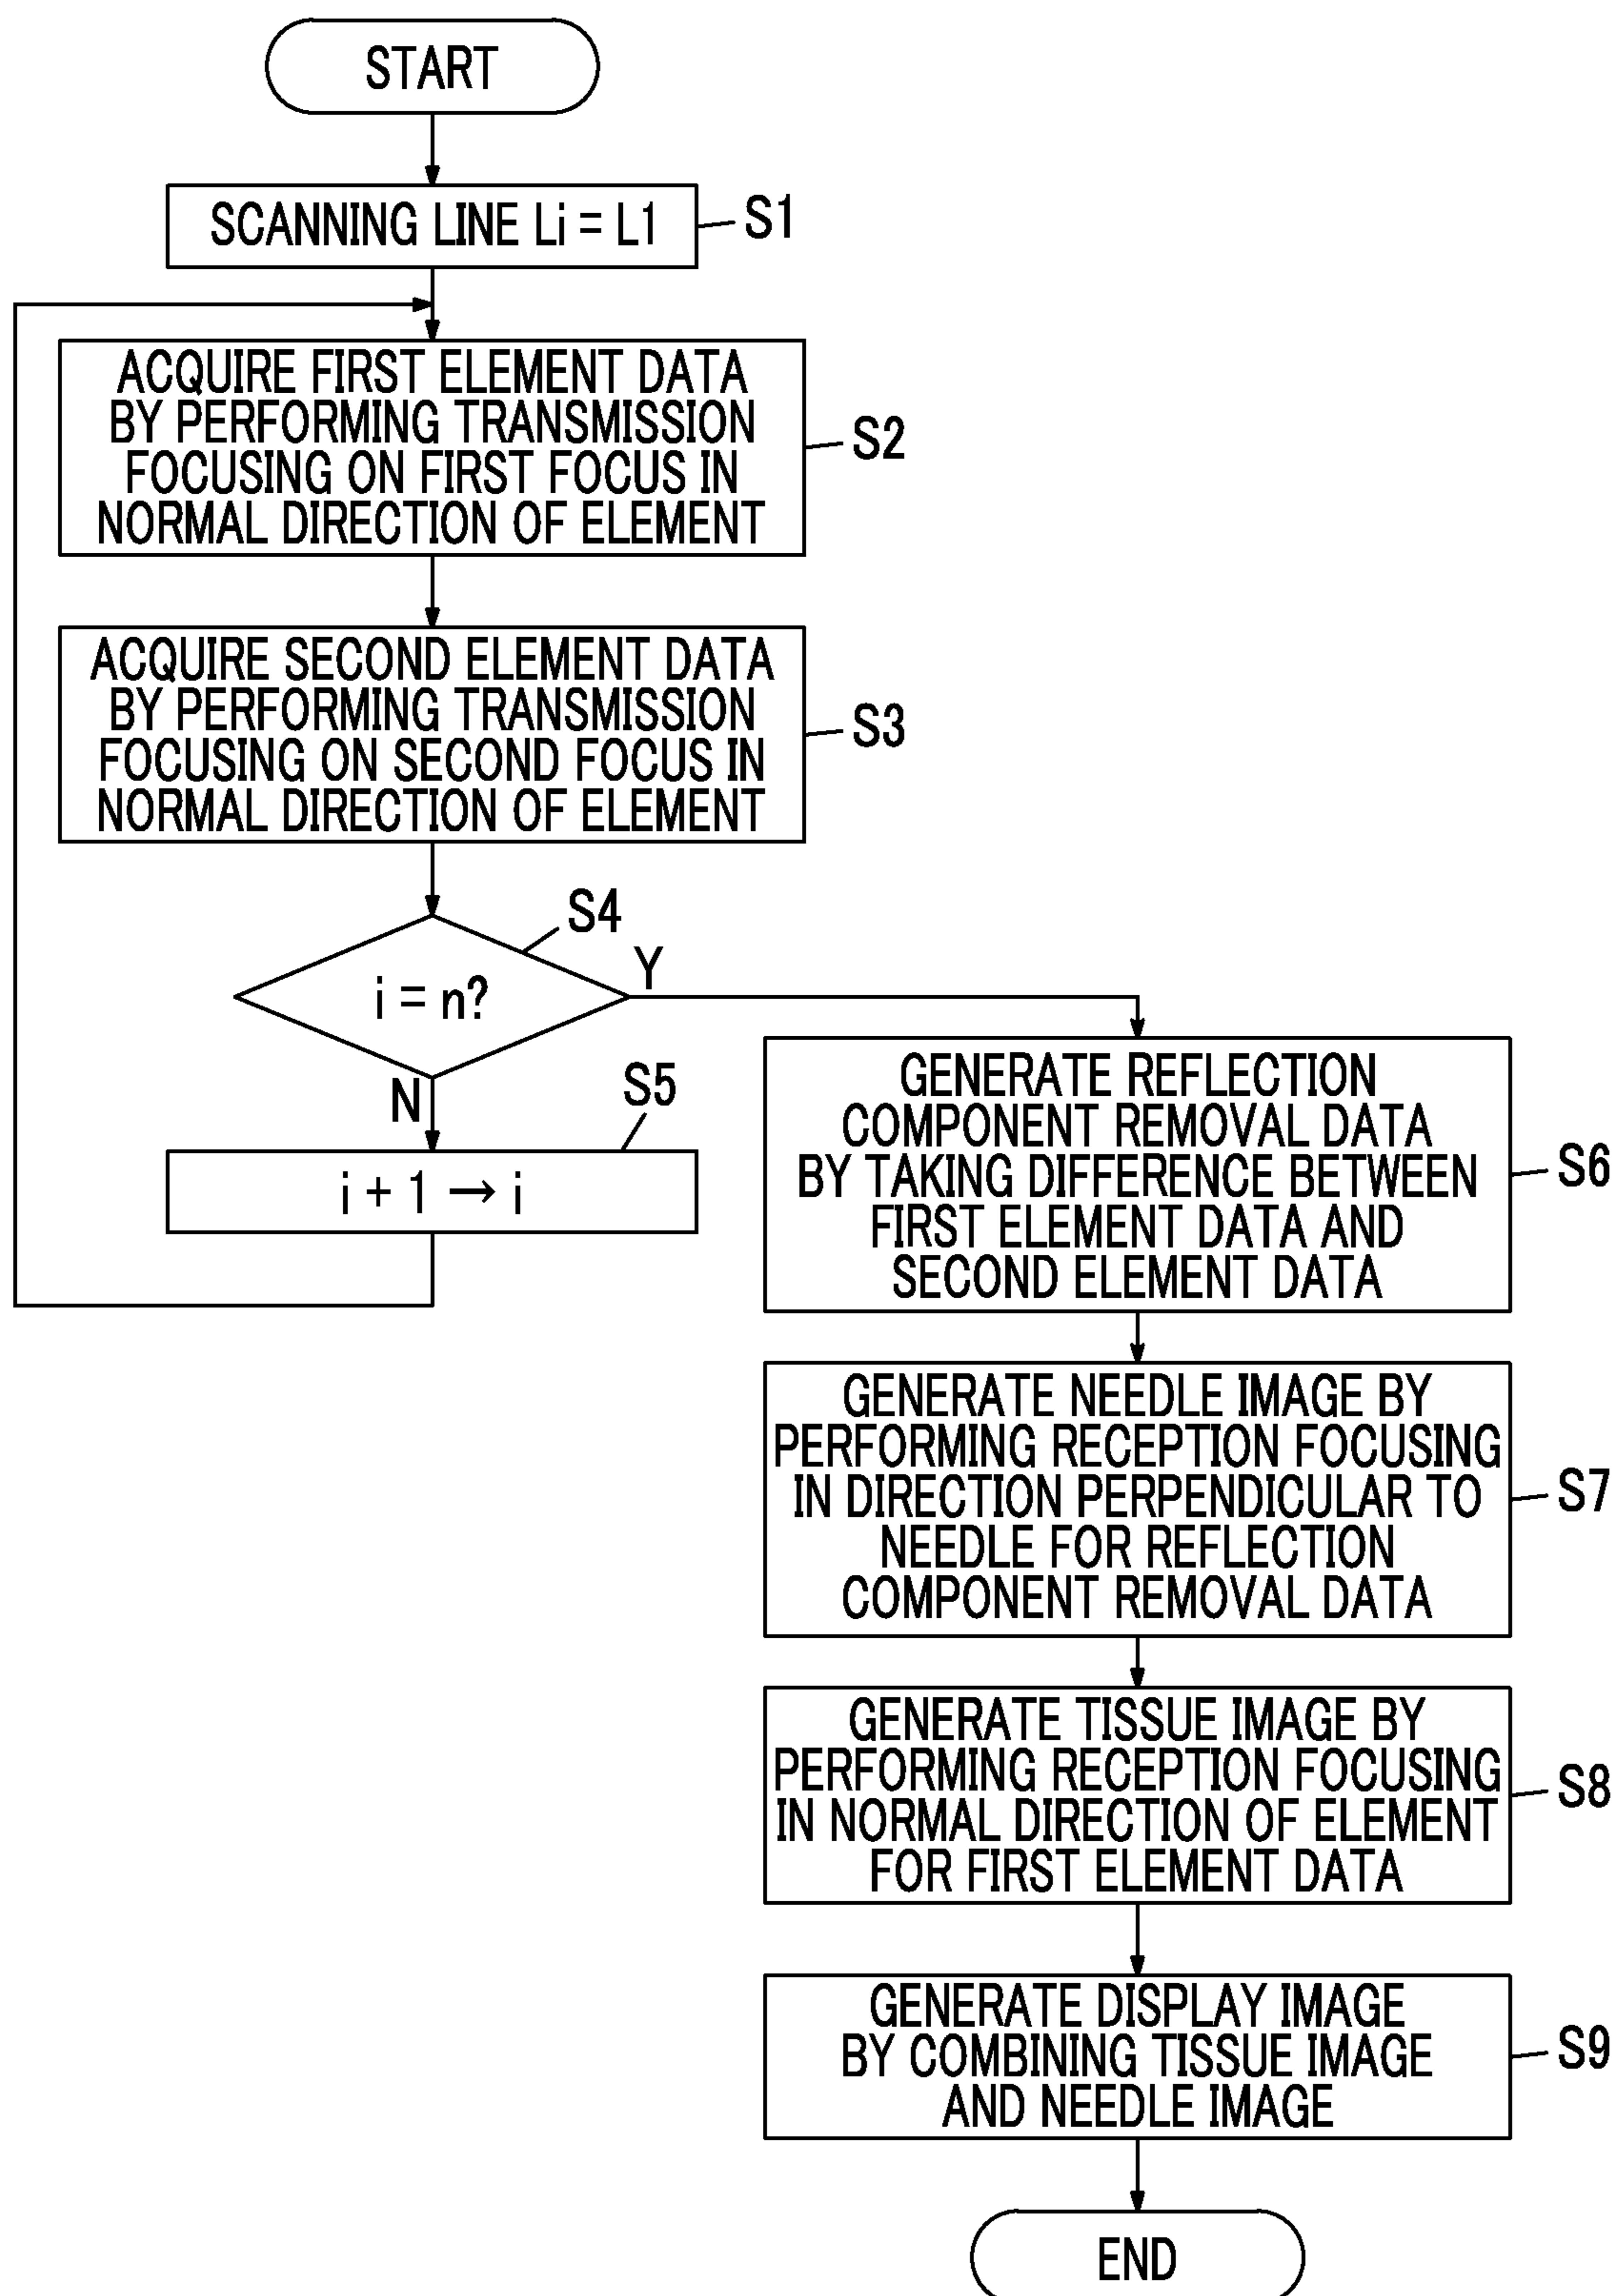 START
SCANNING LINE Li = L1
S1
ACQUIRE FIRST ELEMENT DATA
BY PERFORMING TRANSMISSION
FOCUSING ON FIRST FOCUS IN
NORMAL DIRECTION OF ELEMENT
S2
ACQUIRE SECOND ELEMENT DATA
BY PERFORMING TRANSMISSION
FOCUSING ON SECOND FOCUS IN
NORMAL DIRECTION OF ELEMENT
S3
S4
i = n?
Y
N
S5
i + 1 → i
GENERATE REFLECTION
COMPONENT REMOVAL DATA
BY TAKING DIFFERENCE BETWEEN
FIRST ELEMENT DATA AND
SECOND ELEMENT DATA
S6
GENERATE NEEDLE IMAGE BY
PERFORMING RECEPTION FOCUSING
IN DIRECTION PERPENDICULAR TO
NEEDLE FOR REFLECTION
COMPONENT REMOVAL DATA
S7
GENERATE TISSUE IMAGE BY
PERFORMING RECEPTION FOCUSING
IN NORMAL DIRECTION OF ELEMENT
FOR FIRST ELEMENT DATA
S8
GENERATE DISPLAY IMAGE
BY COMBINING TISSUE IMAGE
AND NEEDLE IMAGE
S9
END